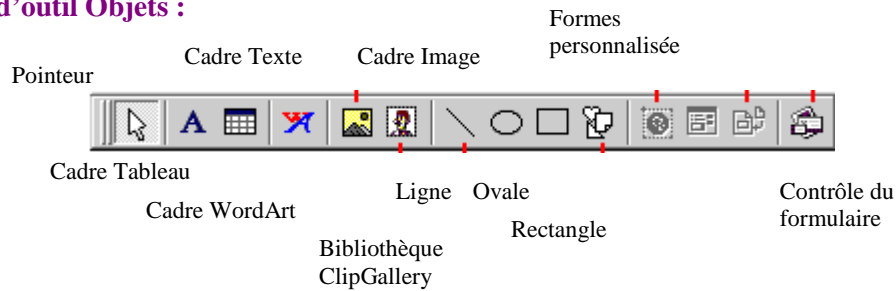 d'outil Objets :
Formes
personnalisée
Cadre Texte
Cadre Image
Pointeur
Cadre Tableau
Cadre WordArt
Ligne
Ovale
Rectangle
Contrôle du
formulaire
Bibliothèque
ClipGallery